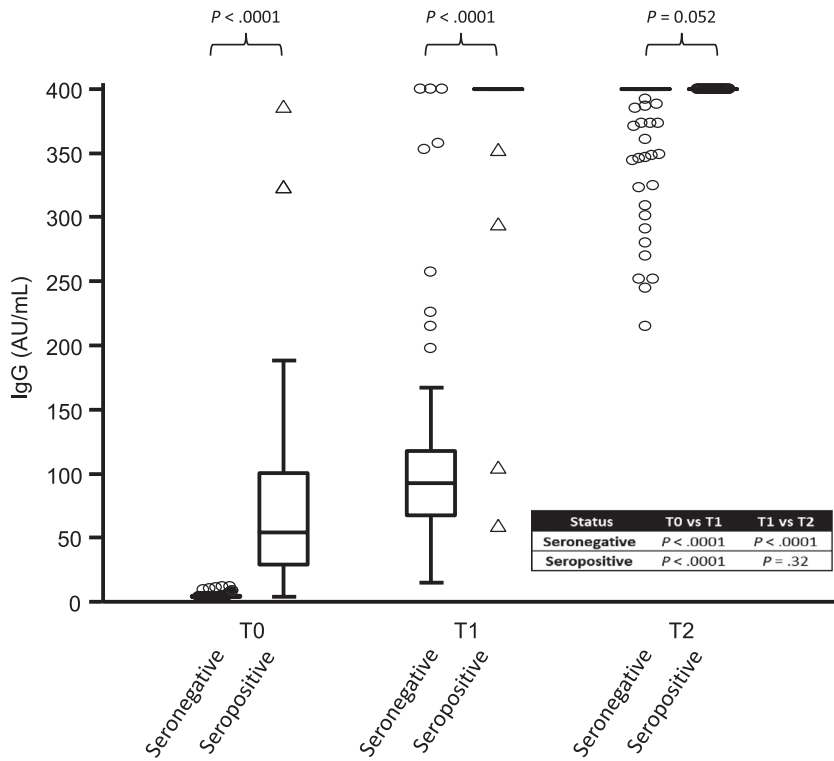 P < .0001 P < .0001 P = 0.052
400
350
300
250
200
150
100
50
0
IgG (AU/mL)
Status T0 vs T1 T1 vs T2
Seronegative P < .0001 P < .0001
Seropositive P < .0001 P = .32
T0 T1 T2
Seronegative Seropositive Seronegative Seropositive Seronegative Seropositive